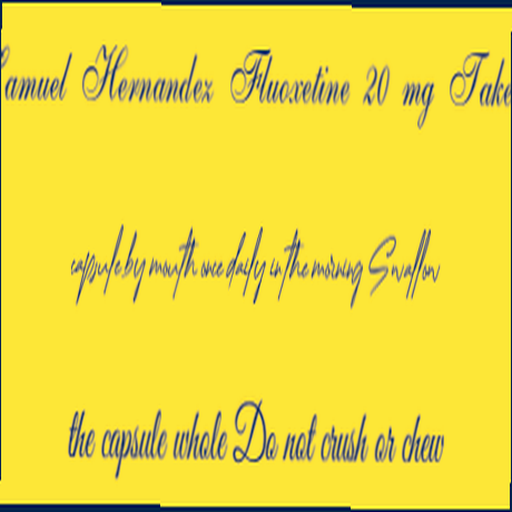 Samuel Hernandez Fluoxetine 20 mg Take
capsule by mouth once daily in the morning Swallow
the capsule whole Do not crush or chew